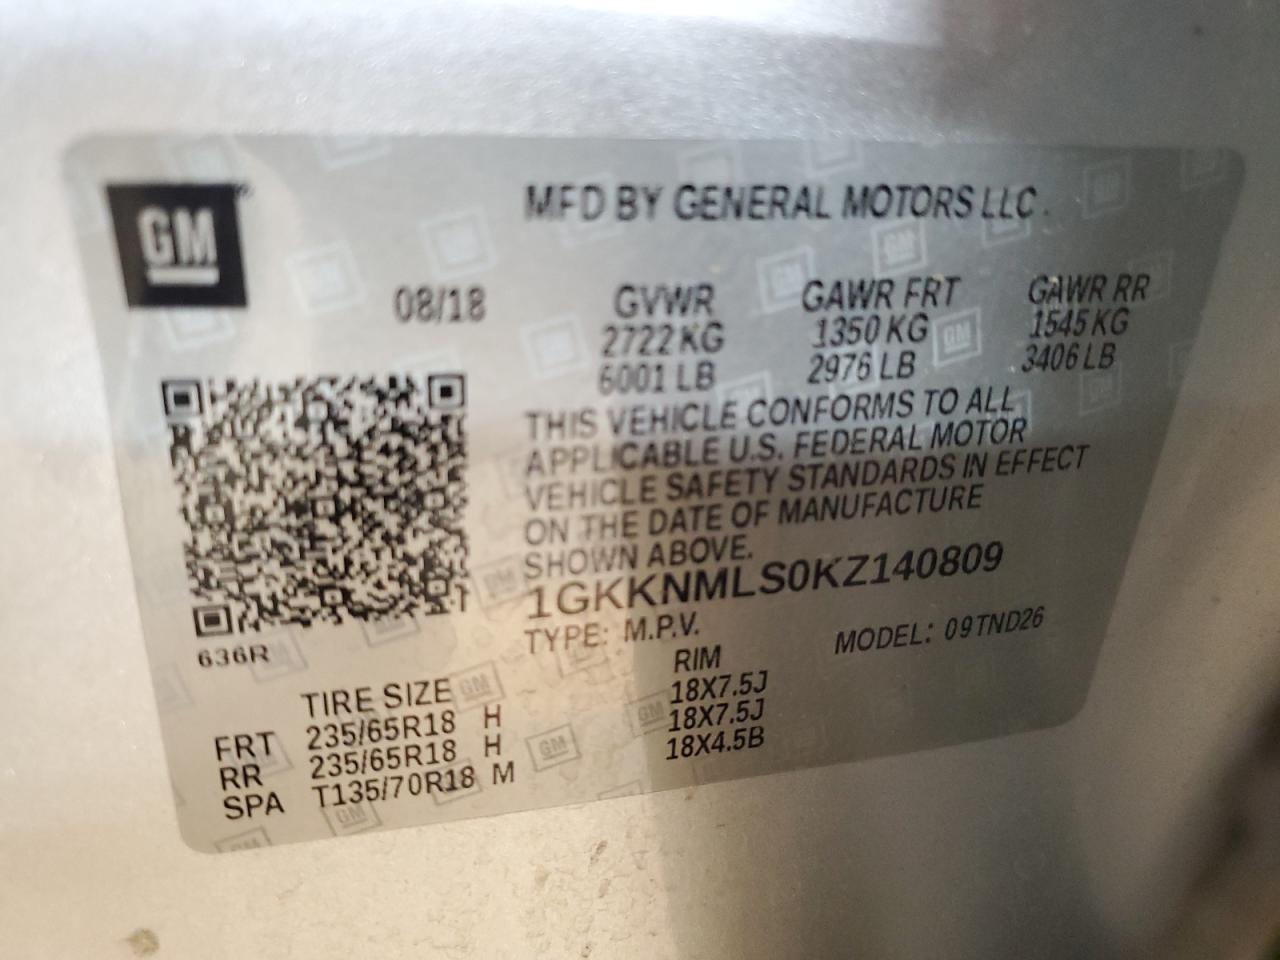 GM
MFD BY GENERAL MOTORS LLC
08/18
GVWR GAWR FRT GAWR RR
2722 KG 1350 KG 1545 KG
6001 LB 2976 LB 3406 LB
THIS VEHICLE CONFORMS TO ALL
APPLICABLE U.S. FEDERAL MOTOR
VEHICLE SAFETY STANDARDS IN EFFECT
ON THE DATE OF MANUFACTURE
SHOWN ABOVE.
1GKKNMLS0KZ140809
TYPE: M.P.V. MODEL: 09TND26
636R
TIRE SIZE RIM
FRT 235/65R18 H 18X7.5J
RR 235/65R18 H 18X7.5J
SPA T135/70R18 M 18X4.5B